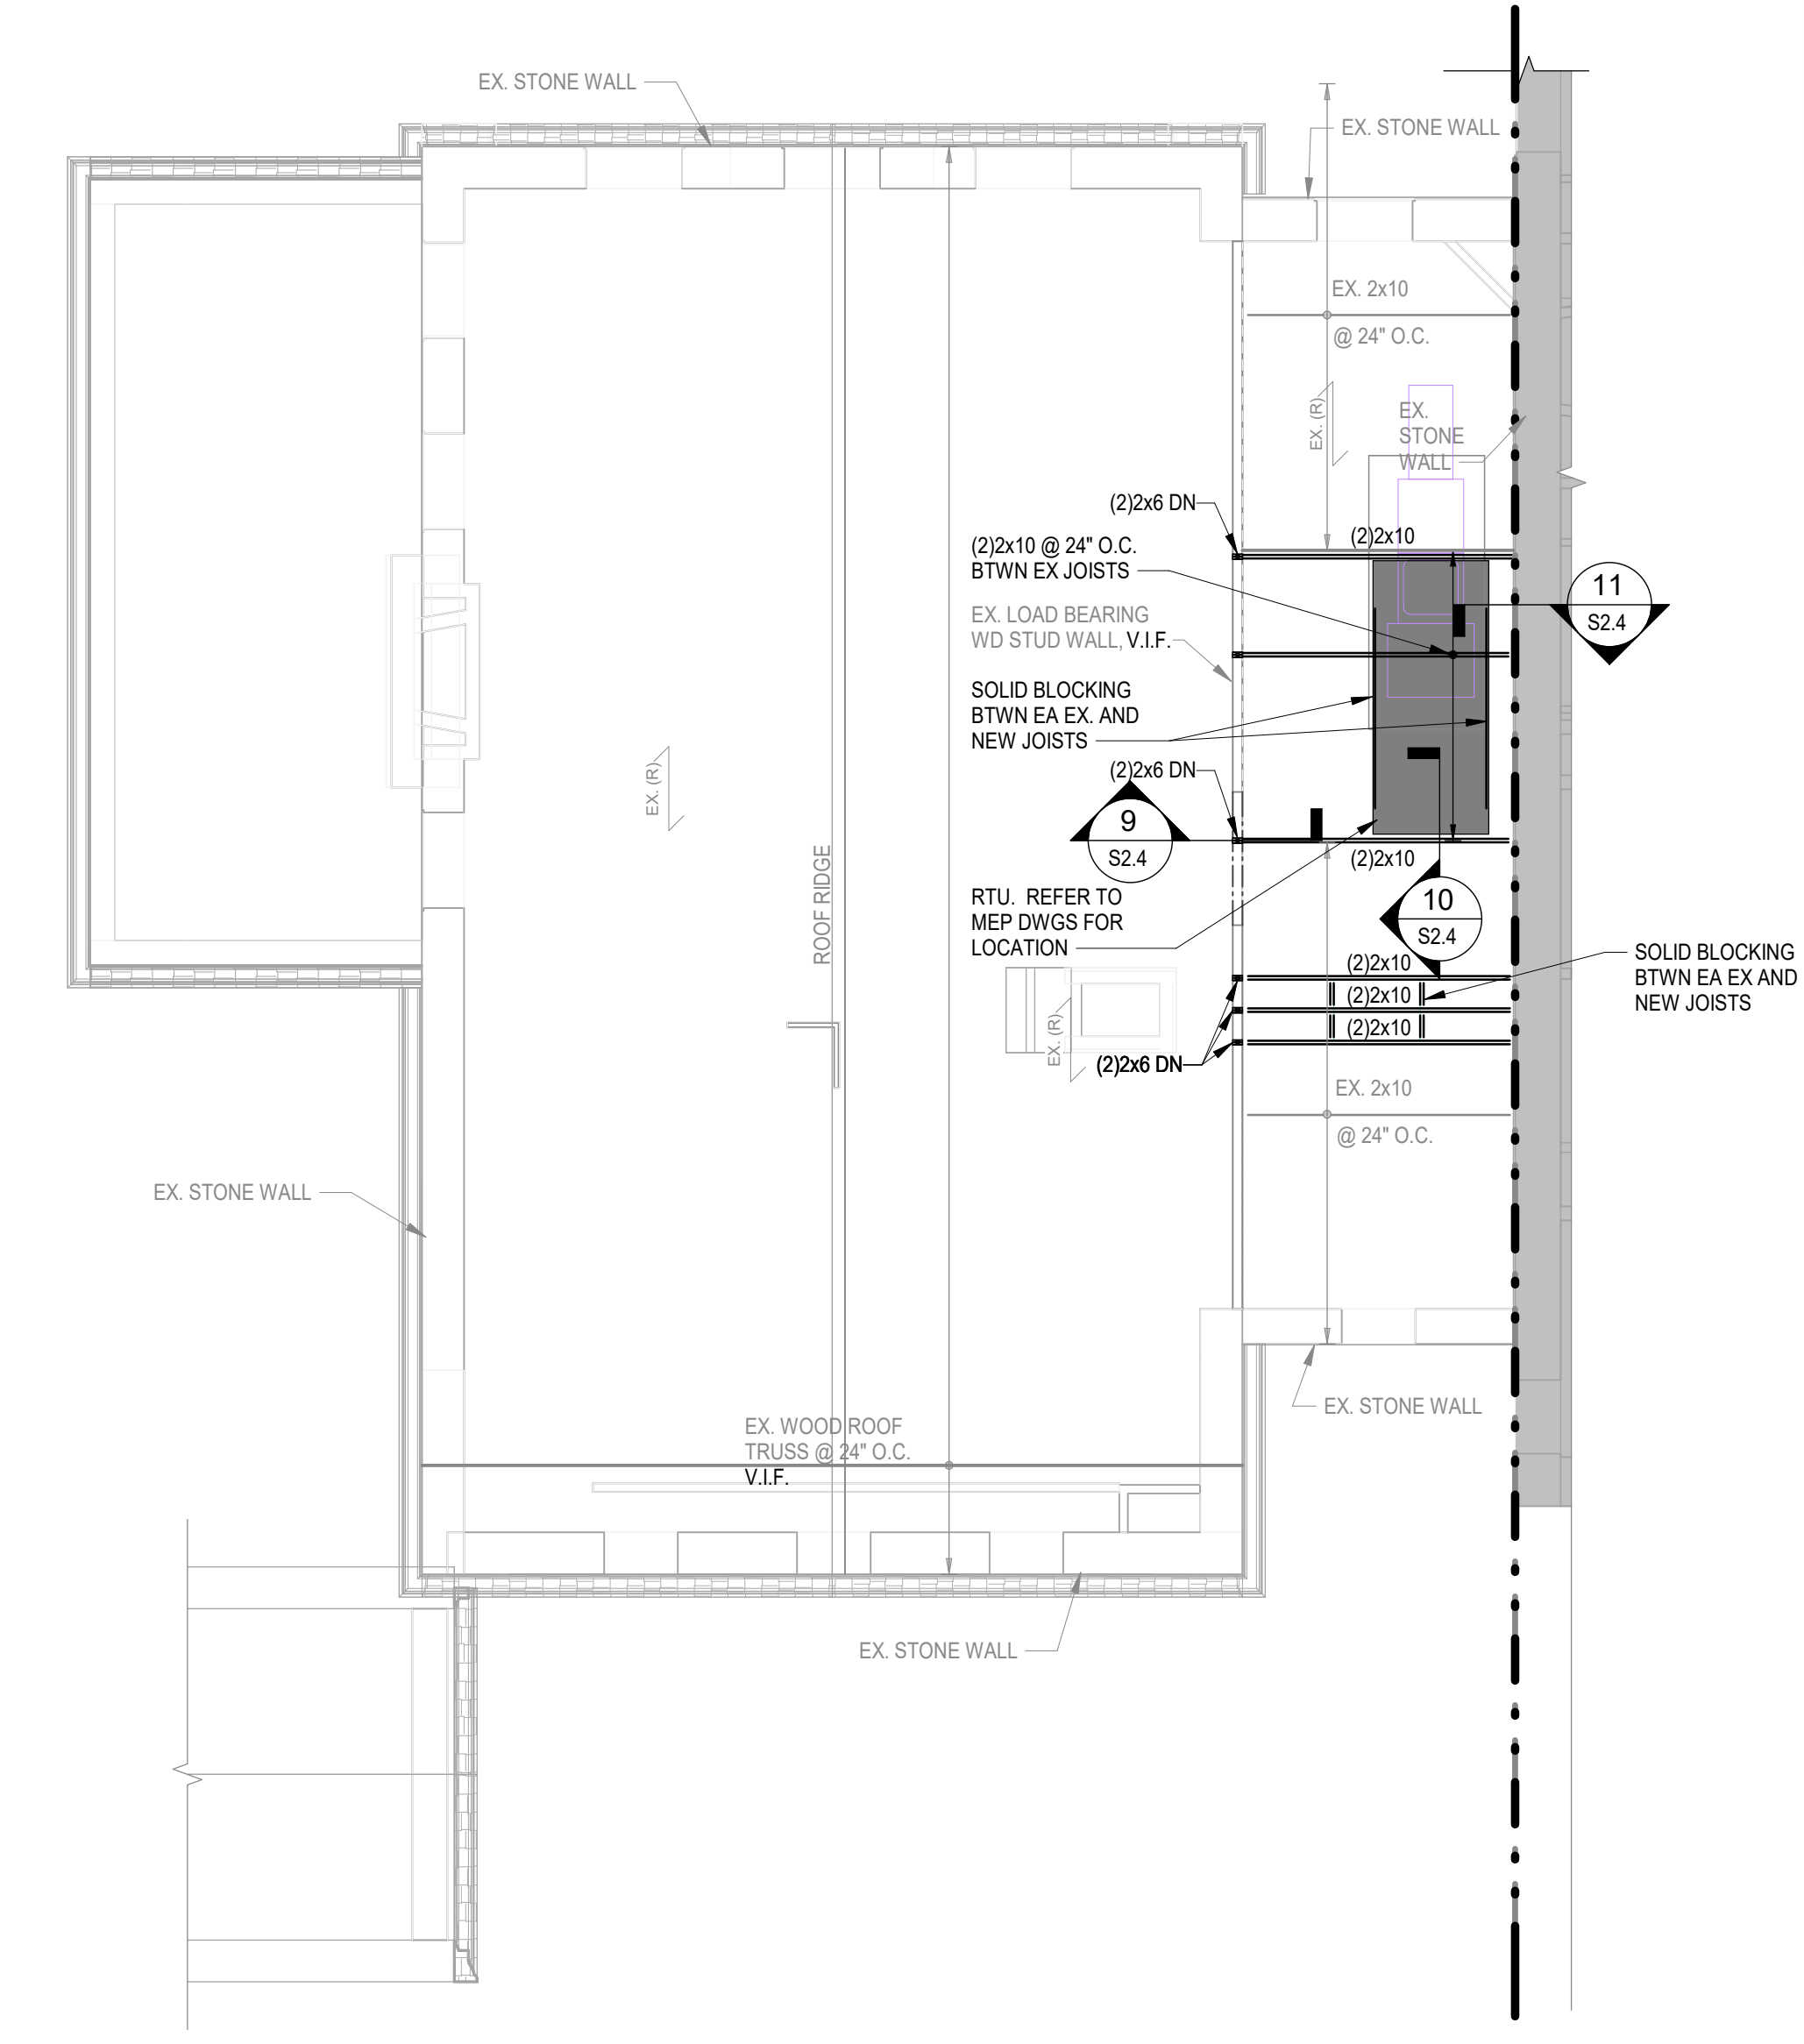 EX. STONE WALL
EX. STONE WALL
EX. 2x10
@ 24" O.C.
EX. (R)
EX.
STONE
WALL
(2)2x6 DN
(2)2x10
(2)2x10 @ 24" O.C.
BTWN EX JOISTS
11
S2.4
EX. LOAD BEARING
WD STUD WALL, V.I.F.
SOLID BLOCKING
BTWN EA EX. AND
NEW JOISTS
EX. (R)
(2)2x6 DN
9
S2.4
(2)2x10
ROOF RIDGE
RTU.  REFER TO
MEP DWGS FOR
LOCATION
10
S2.4
SOLID BLOCKING
BTWN EA EX AND
NEW JOISTS
(2)2x10
(2)2x10
(2)2x10
EX. (R)
(2)2x6 DN
EX. 2x10
@ 24" O.C.
EX. STONE WALL
EX. STONE WALL
EX. WOOD ROOF
TRUSS @ 24" O.C.
V.I.F.
EX. STONE WALL